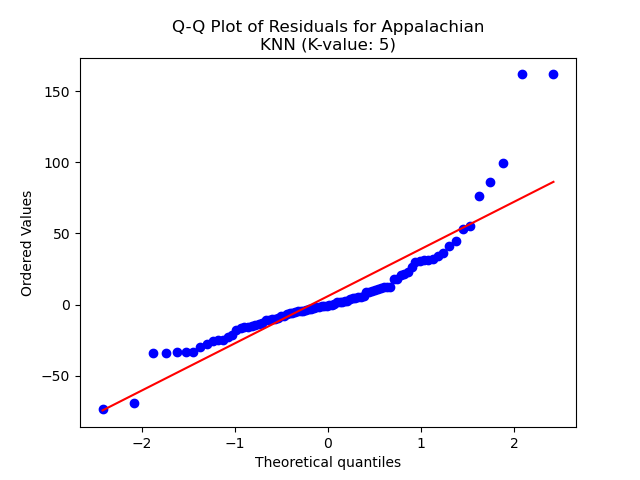 Q-Q Plot of Residuals for Appalachian
KNN (K-value: 5)
150
100
50
0
−50
Ordered Values
−2
−1
0
1
2
Theoretical quantiles